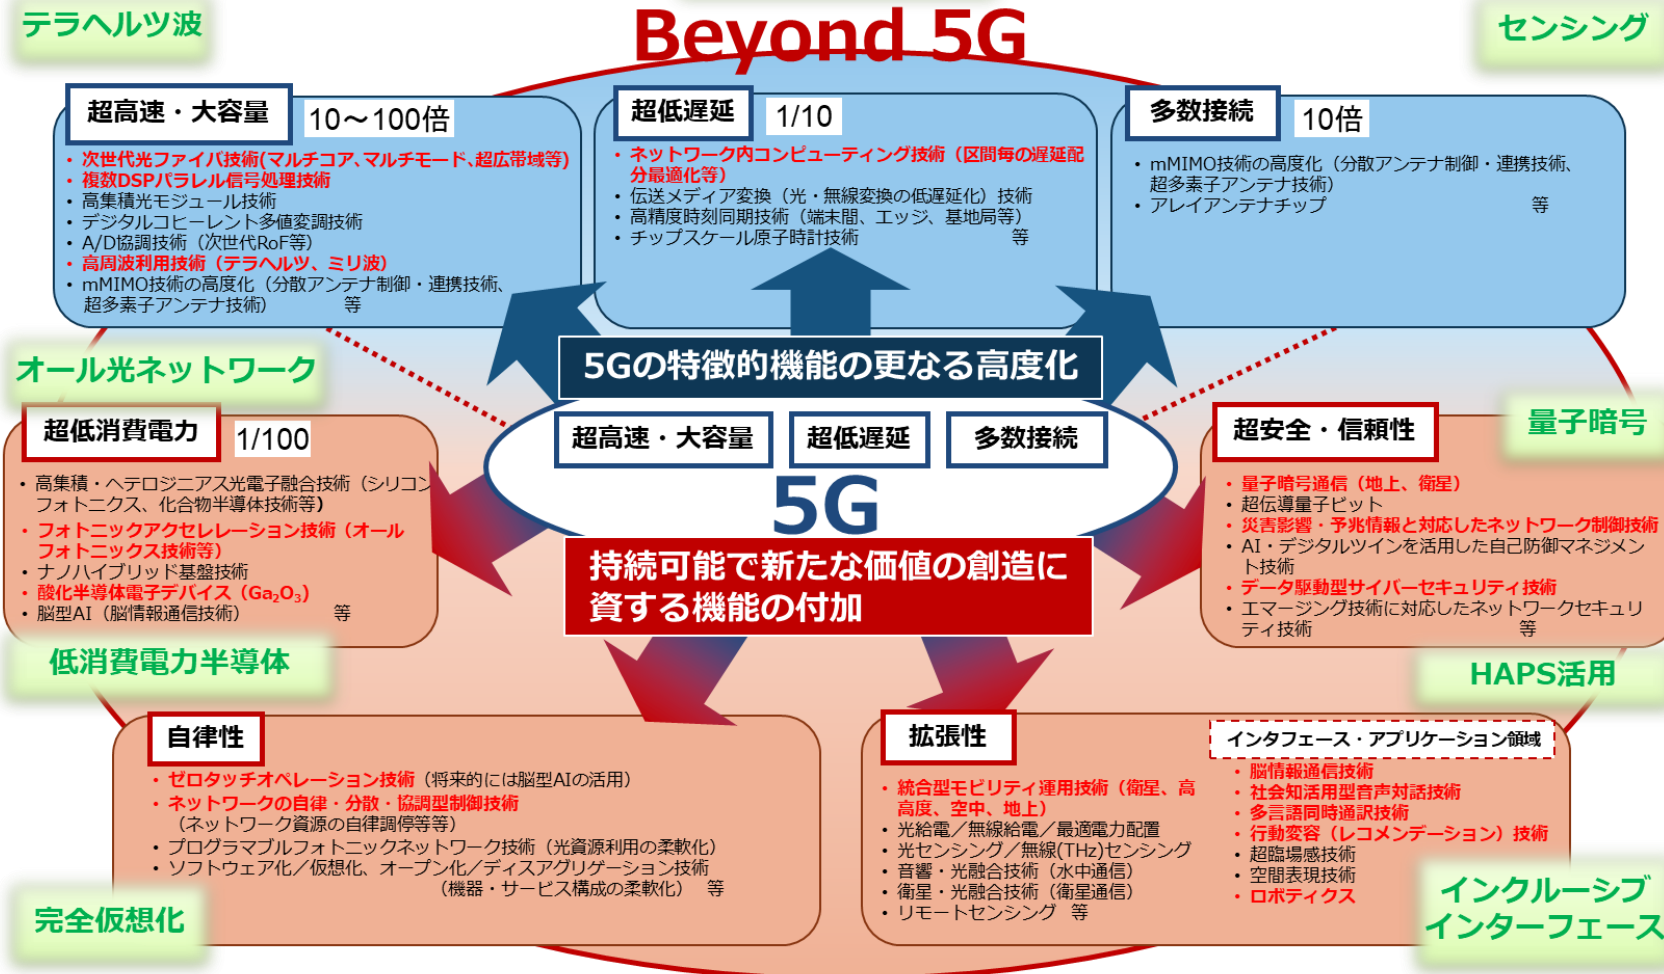 Beyond 5G
テラヘルツ波
センシング
超高速・大容量
10～100倍
・次世代光ファイバ技術(マルチコア、マルチモード、超広帯域等)
・複数DSPパラレル信号処理技術
・高集積光モジュール技術
・デジタルコヒーレント多値変調技術
・A/D協調技術（次世代RoF等）
・高周波利用技術（テラヘルツ、ミリ波）
・mMIMO技術の高度化（分散アンテナ制御・連携技術、
超多素子アンテナ技術） 等
超低遅延
1/10
・ネットワーク内コンピューティング技術（区間毎の遅延配
分最適化等）
・伝送メディア変換（光・無線変換の低遅延化）技術
・高精度時刻同期技術（端末間、エッジ、基地局等）
・チップスケール原子時計技術 等
多数接続
10倍
・mMIMO技術の高度化（分散アンテナ制御・連携技術、
超多素子アンテナ技術）
・アレイアンテナチップ 等
5Gの特徴的機能の更なる高度化
オール光ネットワーク
量子暗号
超高速・大容量
超低遅延
多数接続
5G
持続可能で新たな価値の創造に
資する機能の付加
超低消費電力
1/100
・高集積・ヘテロジニアス光電子融合技術（シリコン
フォトニクス、化合物半導体技術等）
・フォトニックアクセレレーション技術（オール
フォトニックス技術等）
・ナノハイブリッド基盤技術
・酸化半導体電子デバイス（Ga₂O₃）
・脳型AI（脳情報通信技術） 等
超安全・信頼性
・量子暗号通信（地上、衛星）
・超伝導量子ビット
・災害影響・予兆情報と対応したネットワーク制御技術
・AI・デジタルツインを活用した自己防御マネジメン
ト技術
・データ駆動型サイバーセキュリティ技術
・エマージング技術に対応したネットワークセキュリ
ティ技術 等
低消費電力半導体
HAPS活用
自律性
・ゼロタッチオペレーション技術（将来的には脳型AIの活用）
・ネットワークの自律・分散・協調型制御技術
（ネットワーク資源の自律調停等等）
・プログラマブルフォトニックネットワーク技術（光資源利用の柔軟化）
・ソフトウェア化／仮想化、オープン化／ディスアグリゲーション技術
（機器・サービス構成の柔軟化） 等
完全仮想化
拡張性
・統合型モビリティ運用技術（衛星、高
高度、空中、地上）
・光給電／無線給電／最適電力配置
・光センシング／無線(THz)センシング
・音響・光融合技術（水中通信）
・衛星・光融合技術（衛星通信）
・リモートセンシング 等
インタフェース・アプリケーション領域
・脳情報通信技術
・社会知活用型音声対話技術
・多言語同時通訳技術
・行動変容（レコメンデーション）技術
・超臨場感技術
・空間表現技術
・ロボティクス
インクルーシブ
インターフェース